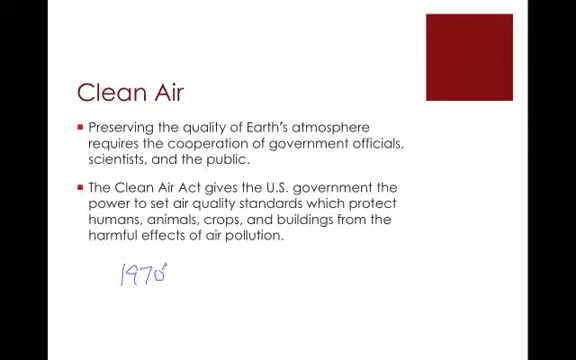 Clean Air
Preserving the quality of Earth's atmosphere
requires the cooperation of government officials,
scientists, and the public.
The Clean Air Act gives the U.S. government the
power to set air quality standards which protect
humans, animals, crops, and buildings from the
harmful effects of air pollution.
1970